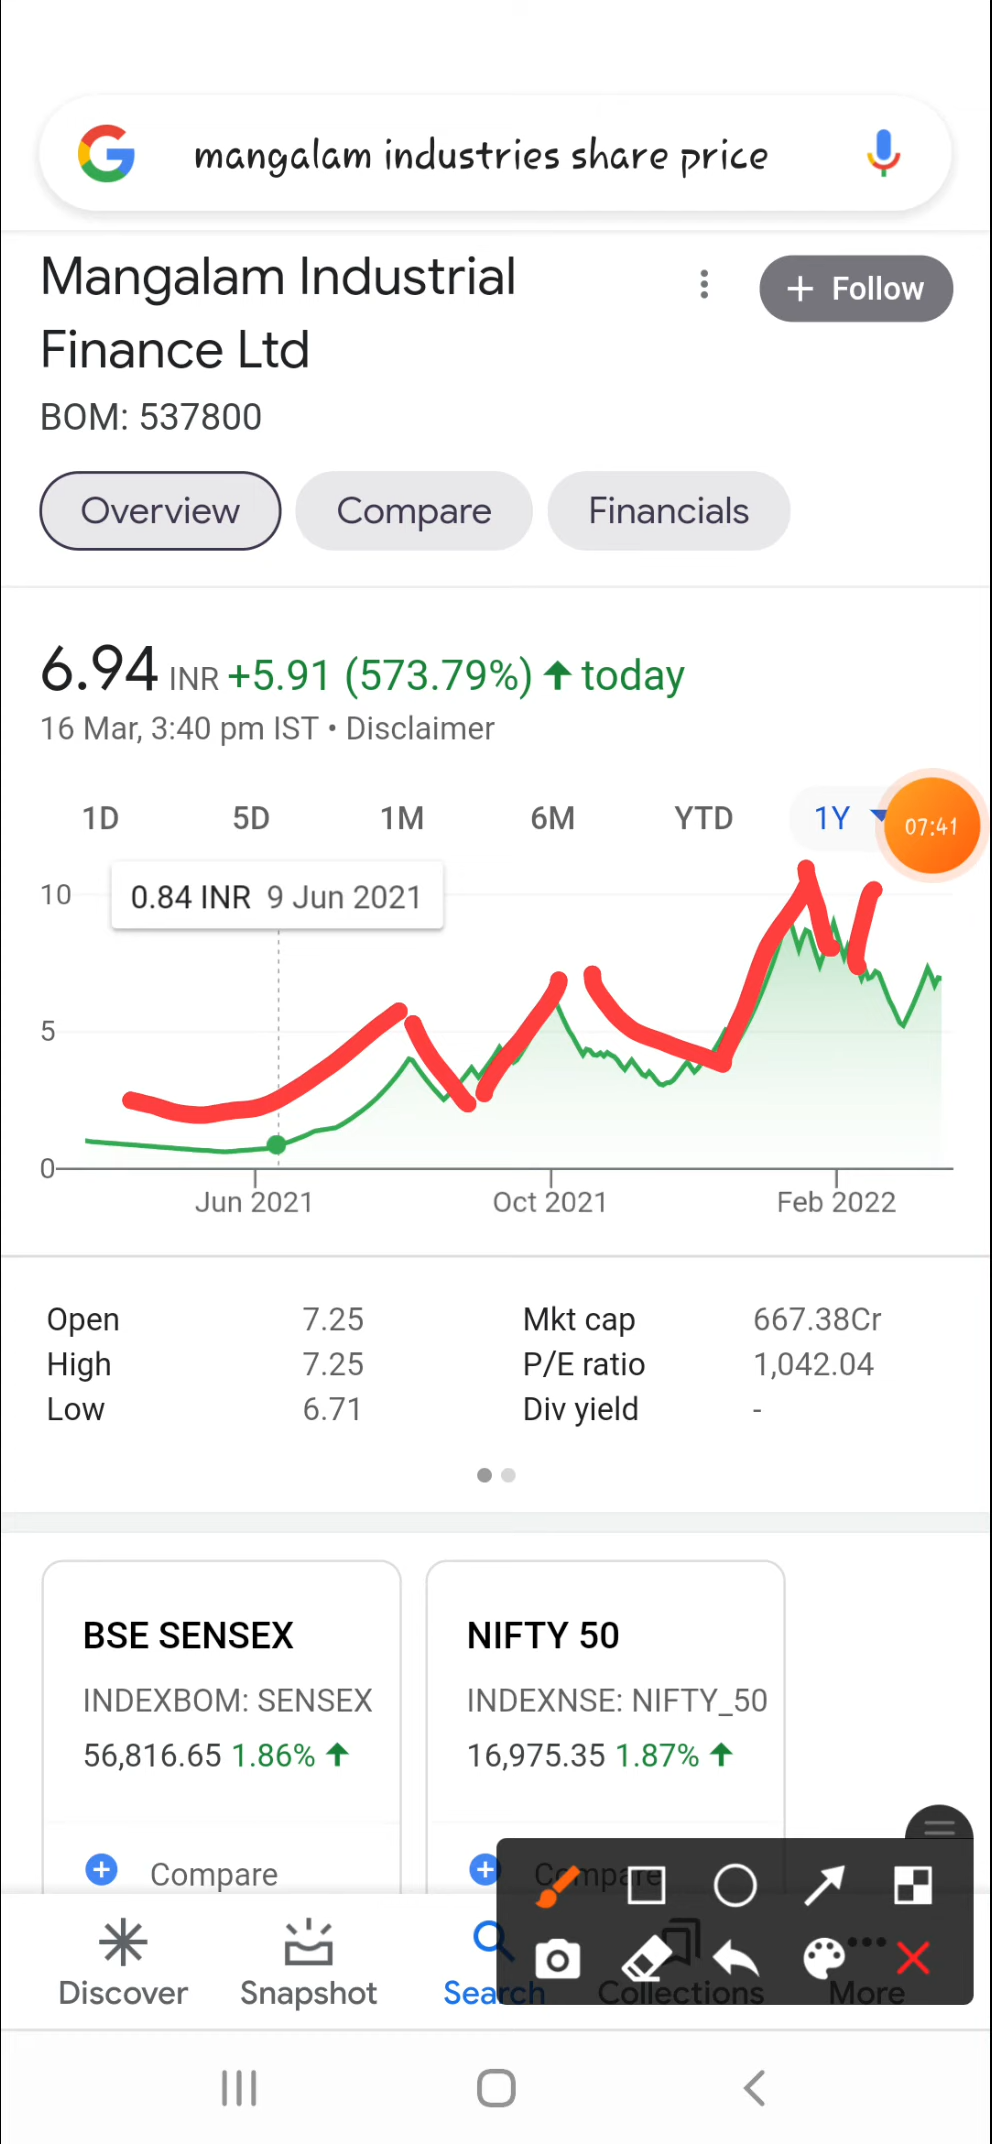 mangalam industries share price
Mangalam Industrial
Finance Ltd
+ Follow
BOM: 537800
Overview Compare Financials
6.94 INR +5.91 (573.79%) ↑ today
16 Mar, 3:40 pm IST • Disclaimer
1D 5D 1M 6M YTD 1Y
07:41
10
0.84 INR 9 Jun 2021
5
0
Jun 2021 Oct 2021 Feb 2022
Open 7.25 Mkt cap 667.38Cr
High 7.25 P/E ratio 1,042.04
Low 6.71 Div yield -
BSE SENSEX
INDEXBOM: SENSEX
56,816.65 1.86% ↑
Compare
NIFTY 50
INDEXNSE: NIFTY_50
16,975.35 1.87% ↑
Compare
Discover Snapshot Search Collections More